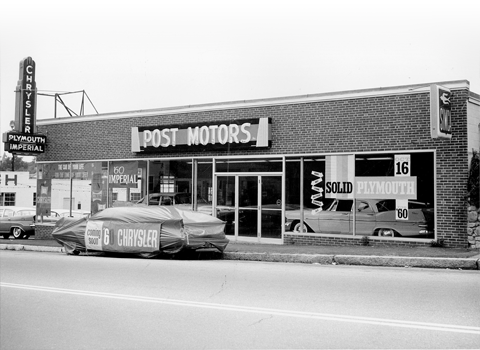 CHRYSLER
PLYMOUTH
IMPERIAL
POST MOTORS
'60
IMPERIAL
SOLID PLYMOUTH
16
'60
H
6 CHRYSLER